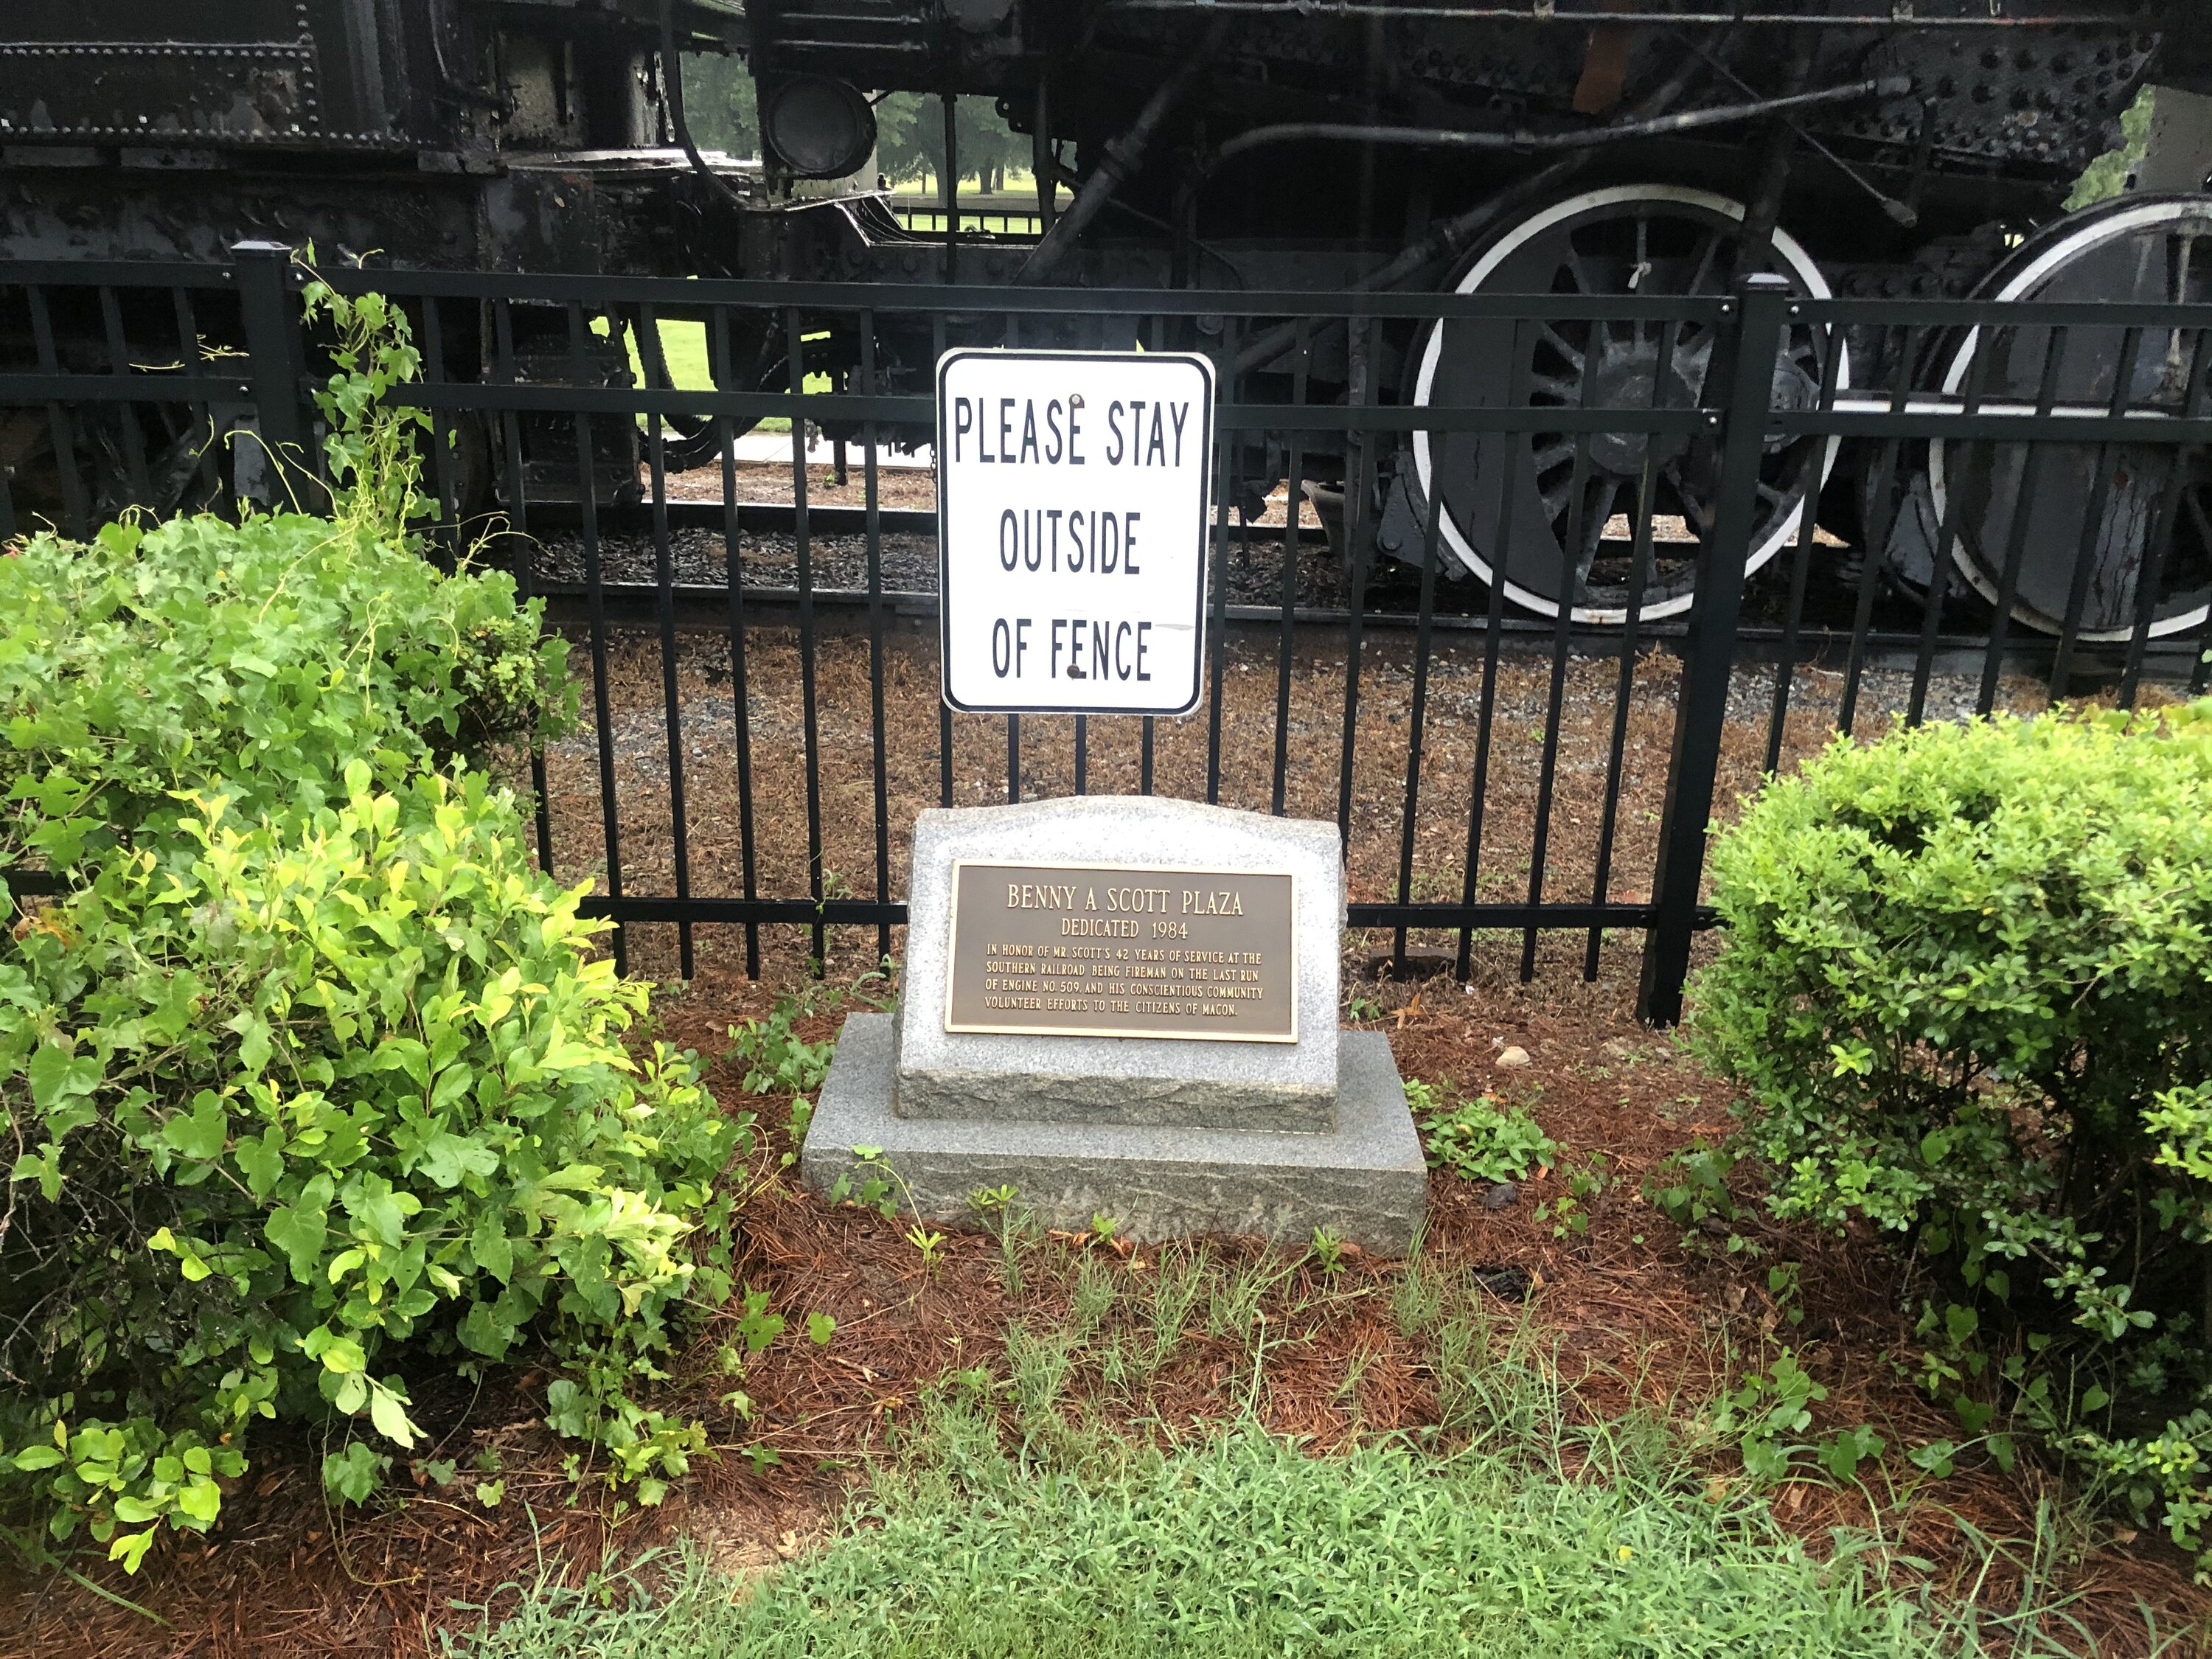 PLEASE STAY
OUTSIDE
OF FENCE
BENNY A. SCOTT PLAZA
DEDICATED 1984
IN HONOR OF MR. SCOTT'S 42 YEARS OF SERVICE AT THE
SOUTHERN RAILROAD BEING FIREMAN ON THE LAST RUN
OF ENGINE NO. 509, AND HIS CONSCIENTIOUS COMMUNITY
VOLUNTEER EFFORTS TO THE CITIZENS OF MACON.